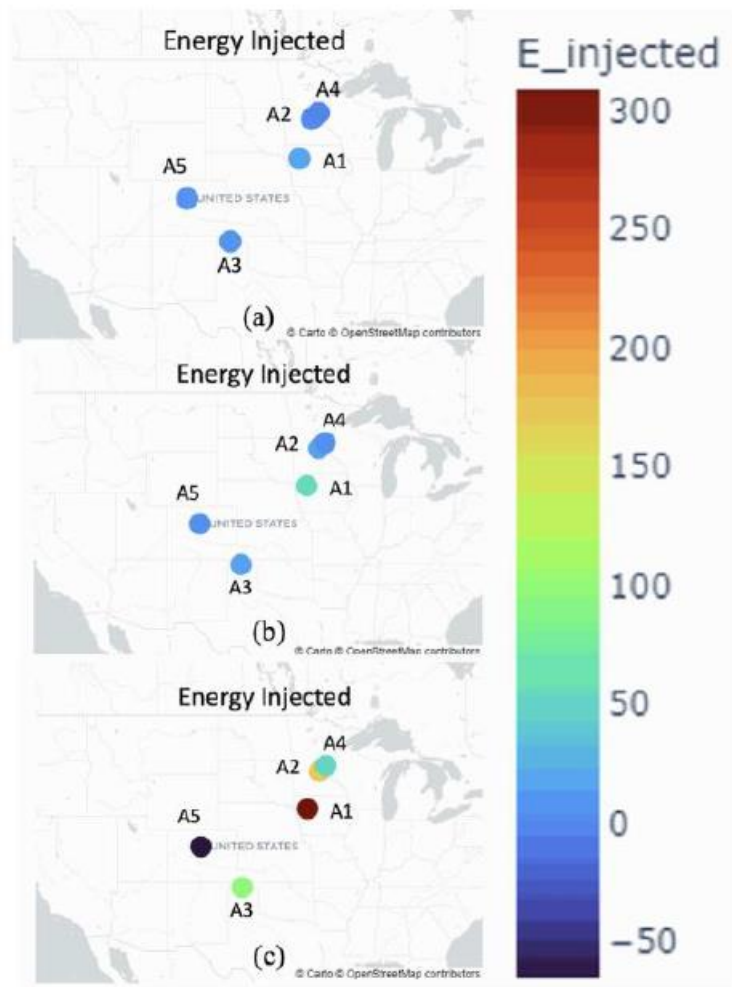 Energy Injected
A4
A2
A1
A5
UNITED STATES
A3
(a)
© Carto © OpenStreetMap contributors
Energy Injected
A4
A2
A1
A5
UNITED STATES
A3
(b)
© Carto © OpenStreetMap contributors
Energy Injected
A4
A2
A1
A5
UNITED STATES
A3
(c)
© Carto © OpenStreetMap contributors
E_injected
300
250
200
150
100
50
0
−50